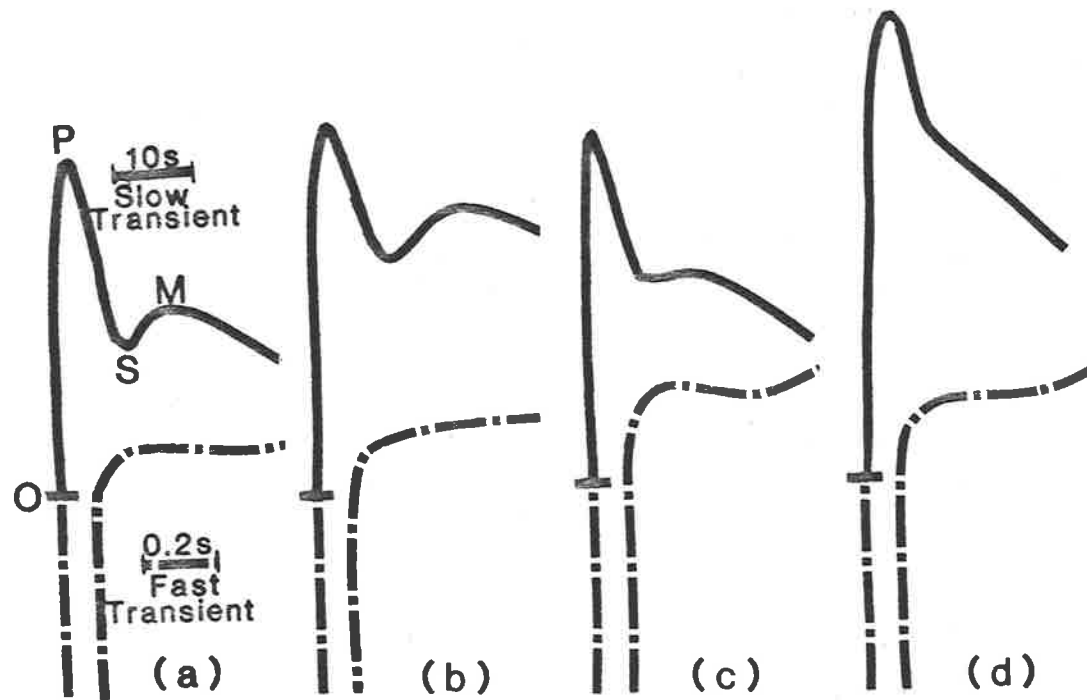 P
10s
Slow
Transient
M
S
O
0.2s
Fast
Transient
(a)
(b)
(c)
(d)